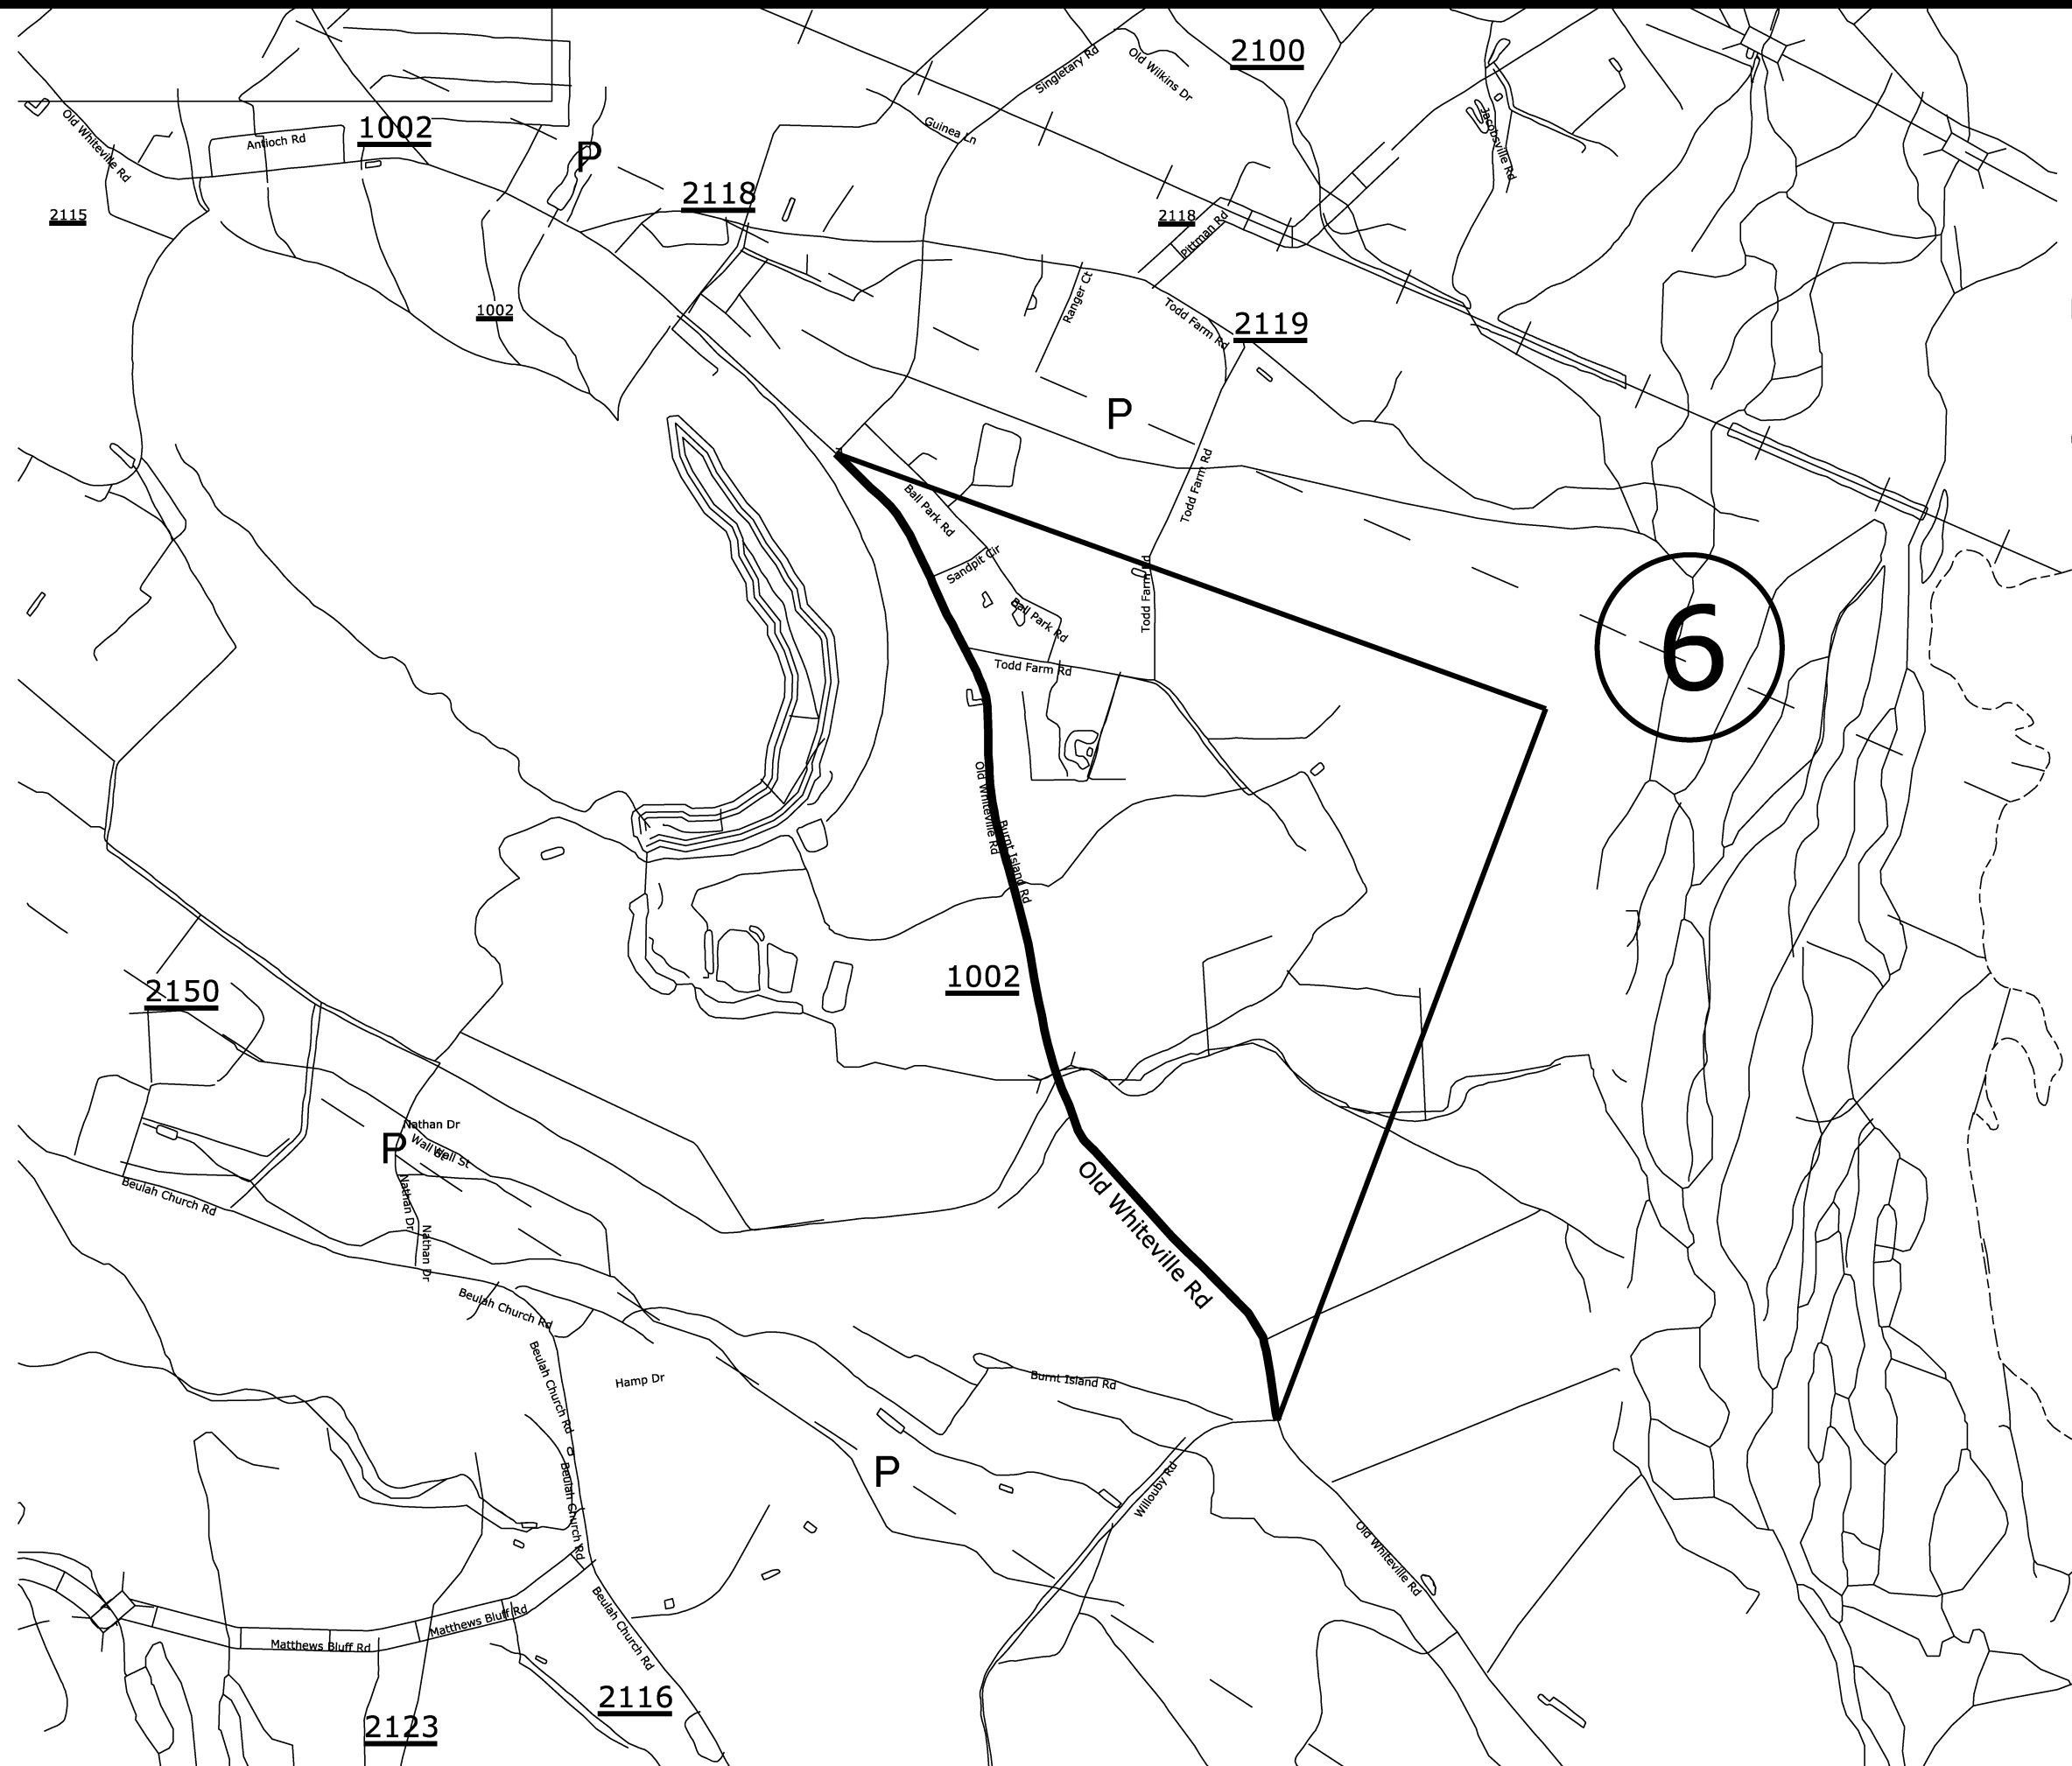 2100
Singletary Rd
Old Wilkins Dr
Old Whiteville Rd
Antioch Rd
1002
Guinea Ln
Jacobsville Rd
P
2118
2115
2118
Pittman Rd
1002
Ranger Ct
Todd Farm Rd
2119
P
Todd Farm Rd
Ball Park Rd
Sandpit Cir
Todd Farm Rd
Ball Park Rd
6
Todd Farm Rd
Old Whiteville Rd
Burnt Island Rd
1002
2150
Nathan Dr
P
Wall St
Wall St
Beulah Church Rd
Nathan Dr
Nathan Dr
Old Whiteville Rd
Beulah Church Rd
Beulah Church Rd
Hamp Dr
Burnt Island Rd
P
Beulah Church Rd
Willouby Rd
Old Whiteville Rd
Beulah Church Rd
Matthews Bluff Rd
Matthews Bluff Rd
2116
2123